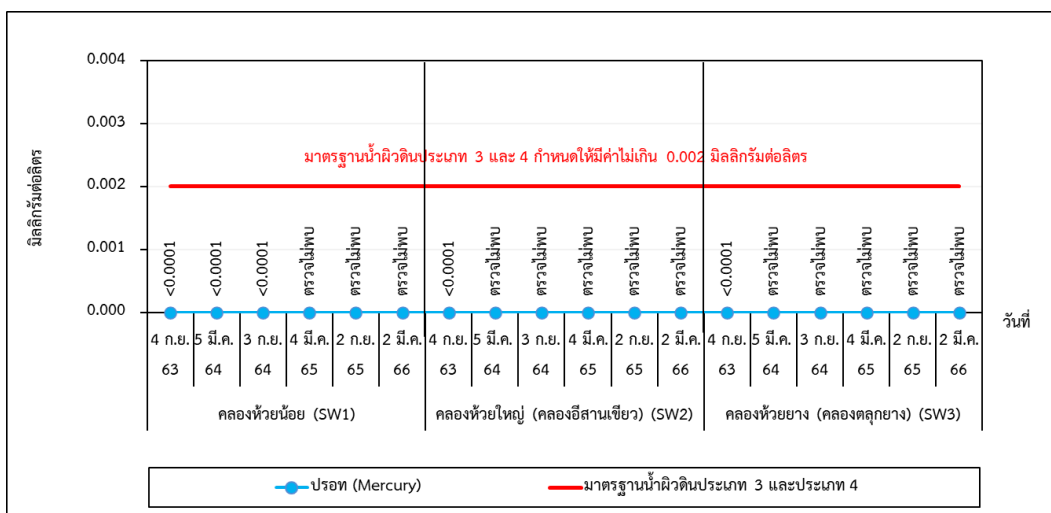 0.004
0.003
มาตรฐานน้ำผิวดินประเภท 3 และ 4 กำหนดให้มีค่าไม่เกิน 0.002 มิลลิกรัมต่อลิตร
0.002
มิลลิกรัมต่อลิตร
0.001
<0.0001 <0.0001 <0.0001 ตรวจไม่พบ ตรวจไม่พบ ตรวจไม่พบ <0.0001 ตรวจไม่พบ ตรวจไม่พบ ตรวจไม่พบ ตรวจไม่พบ ตรวจไม่พบ <0.0001 ตรวจไม่พบ ตรวจไม่พบ ตรวจไม่พบ ตรวจไม่พบ ตรวจไม่พบ
0.000
วันที่
4 ก.ย. 5 มี.ค. 3 ก.ย. 4 มี.ค. 2 ก.ย. 2 มี.ค. 4 ก.ย. 5 มี.ค. 3 ก.ย. 4 มี.ค. 2 ก.ย. 2 มี.ค. 4 ก.ย. 5 มี.ค. 3 ก.ย. 4 มี.ค. 2 ก.ย. 2 มี.ค.
63 64 64 65 65 66 63 64 64 65 65 66 63 64 64 65 65 66
คลองห้วยน้อย (SW1) คลองห้วยใหญ่ (คลองอีสานเขียว) (SW2) คลองห้วยยาง (คลองตลุกยาง) (SW3)
ปรอท (Mercury) มาตรฐานน้ำผิวดินประเภท 3 และประเภท 4